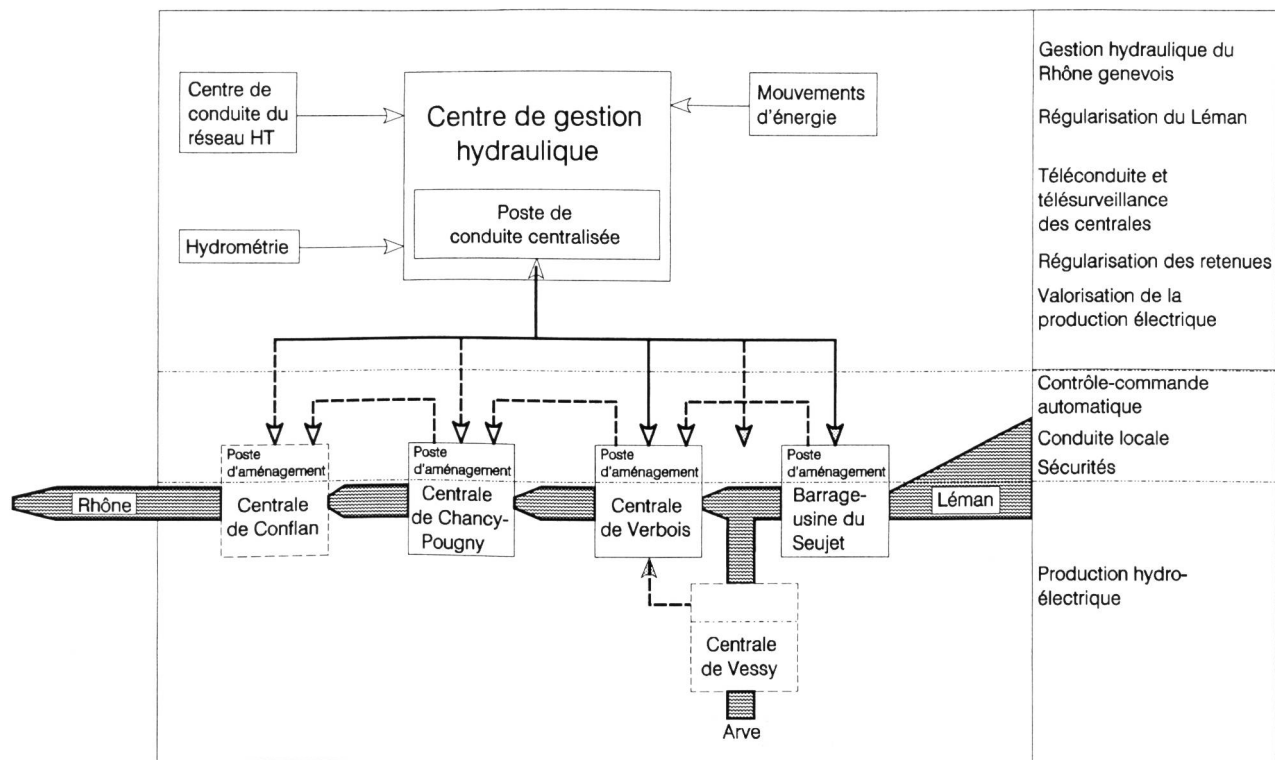 Centre de
conduite du
réseau HT
Centre de gestion
hydraulique
Mouvements
d'énergie
Poste de
conduite centralisée
Hydrométrie
Gestion hydraulique du
Rhône genevois
Régularisation du Léman
Téléconduite et
télésurveillance
des centrales
Régularisation des retenues
Valorisation de la
production électrique
Contrôle-commande
automatique
Conduite locale
Sécurités
Poste
d'aménagement
Centrale
de Conflan
Poste
d'aménagement
Centrale
de Chancy-
Pougny
Poste
d'aménagement
Centrale
de Verbois
Poste
d'aménagement
Barrage-
usine du
Seujet
Rhône
Léman
Production hydro-
électrique
Centrale
de Vessy
Arve